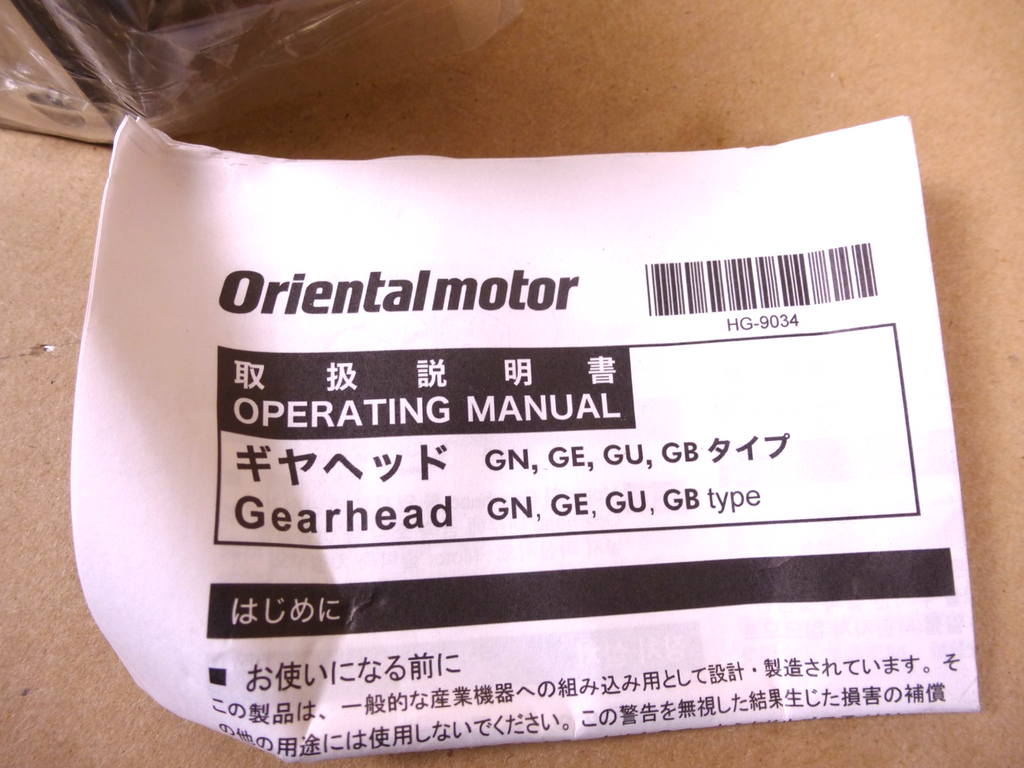 Orientalmotor
HG-9034
取扱説明書
OPERATING MANUAL
ギヤヘッド GN, GE, GU, GB タイプ
Gearhead GN, GE, GU, GB type
はじめに
■ お使いになる前に
この製品は、一般的な産業機器への組み込み用として設計・製造されています。そ
の他の用途には使用しないでください。この警告を無視した結果生じた損害の補償